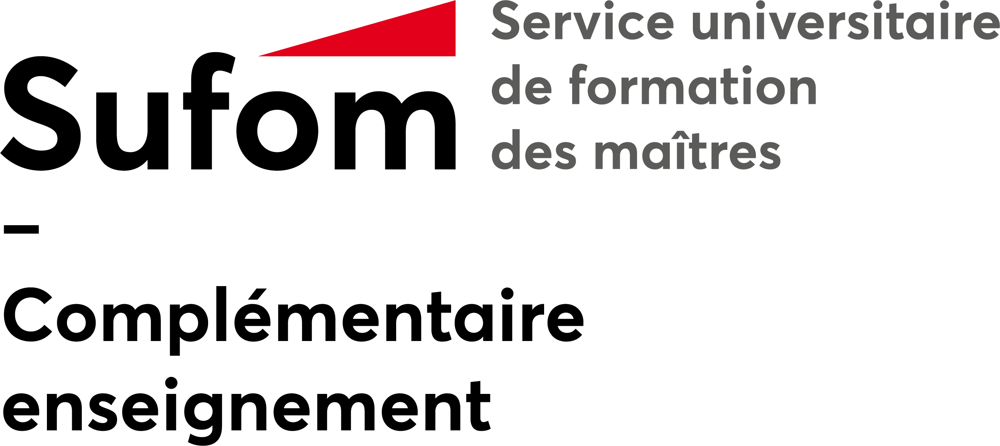 Sufom
Service universitaire
de formation
des maîtres
–
Complémentaire
enseignement